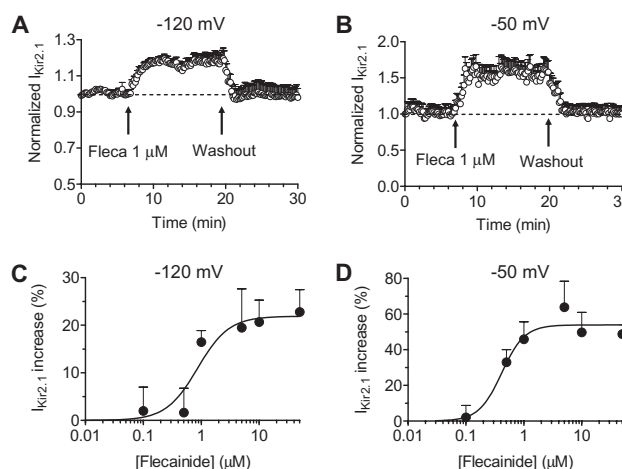 A
-120 mV
Normalized I Kir2.1
1.3
1.1
0.9
0.7
0.5
Fleca 1 μM
Washout
0
10
20
30
Time (min)
B
-50 mV
Normalized I Kir2.1
2.0
1.5
1.0
0.5
0.0
Fleca 1 μM
Washout
0
10
20
30
Time (min)
C
-120 mV
I Kir2.1 increase (%)
30
20
10
0
0.01
0.1
1
10
[Flecainide] (μM)
D
-50 mV
I Kir2.1 increase (%)
80
60
40
20
0
0.01
0.1
1
10
[Flecainide] (μM)